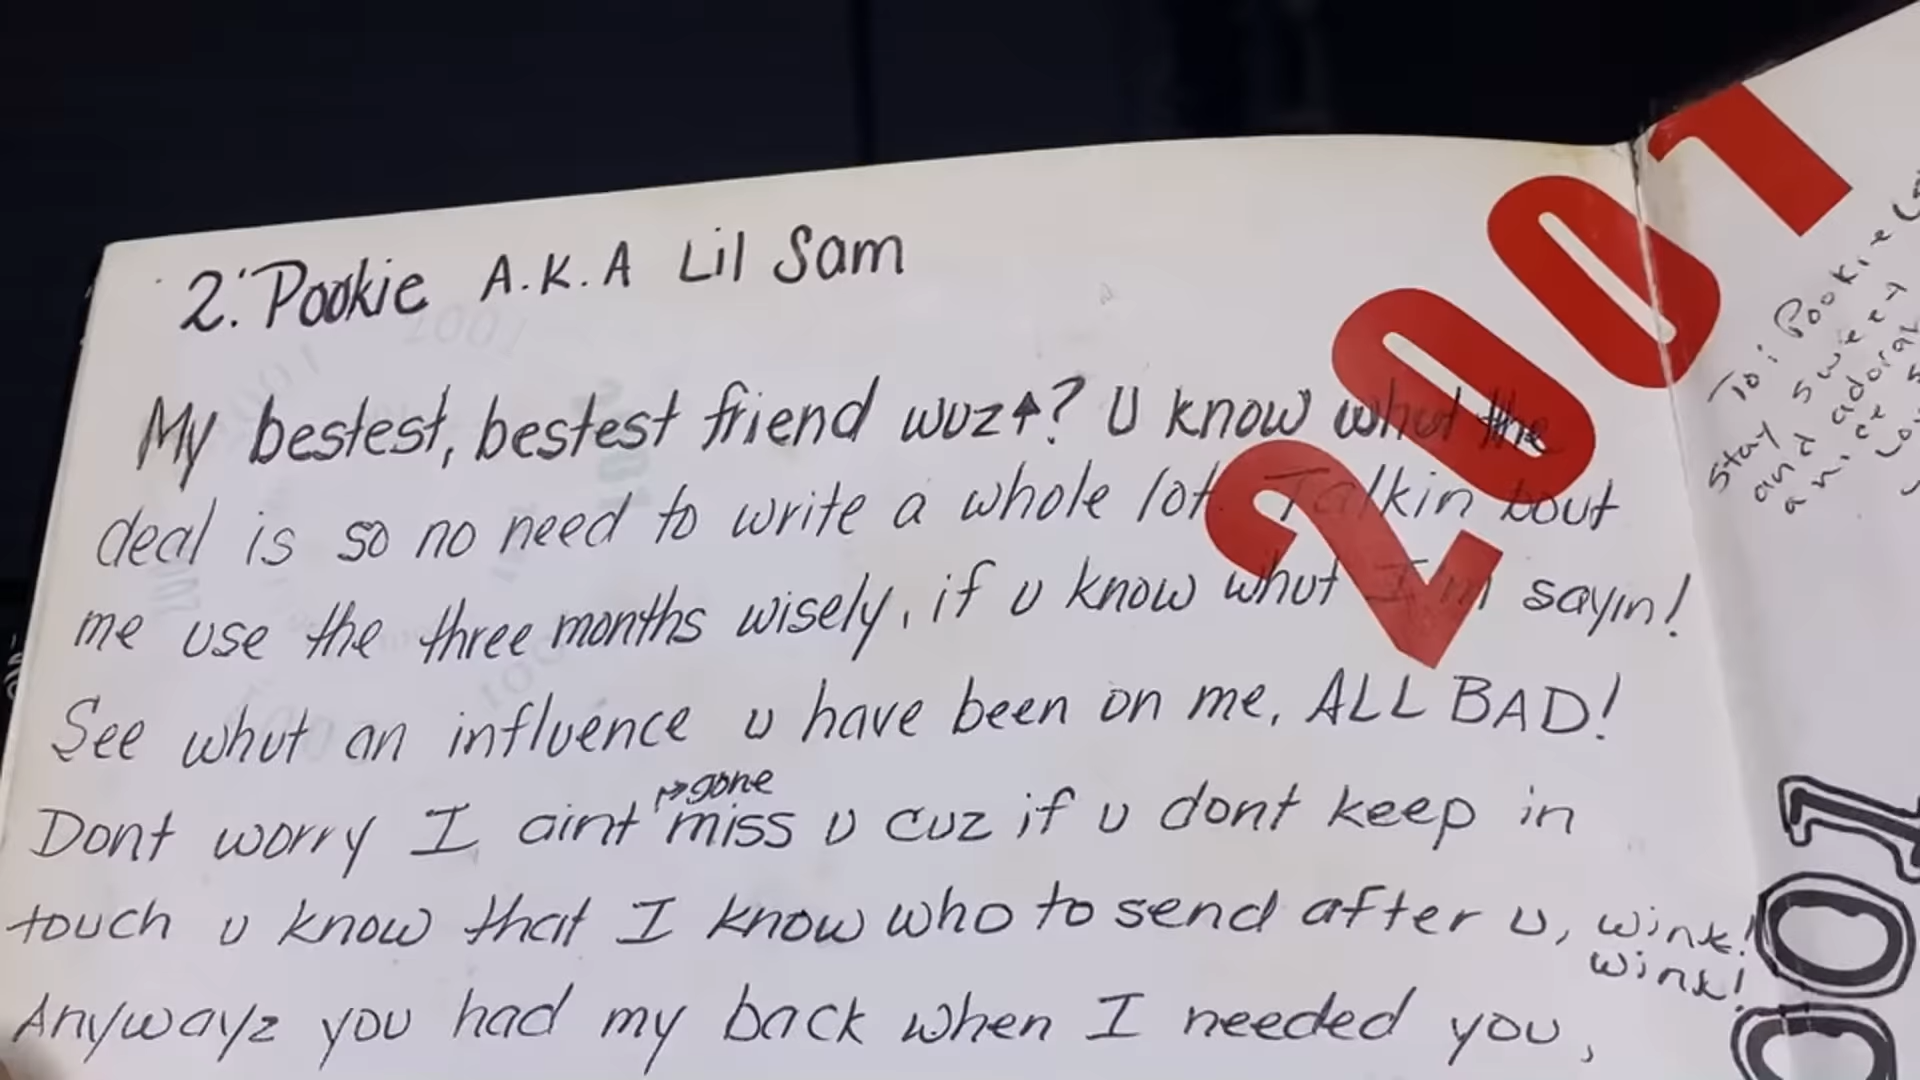 2. Pookie A.K.A Lil Sam
My bestest, bestest friend wuz↑? U know whut the
deal is so no need to write a whole lot. Talkin bout
me use the three months wisely, if u know whut I'm sayin!
See whut an influence u have been on me, ALL BAD!
Dont worry I aint gone miss u cuz if u dont keep in
touch u know that I know who to send after u, wink!
wink!
Anywayz you had my back when I needed you,
2001
To: Pookie
Stay sweet
and
a nice
001